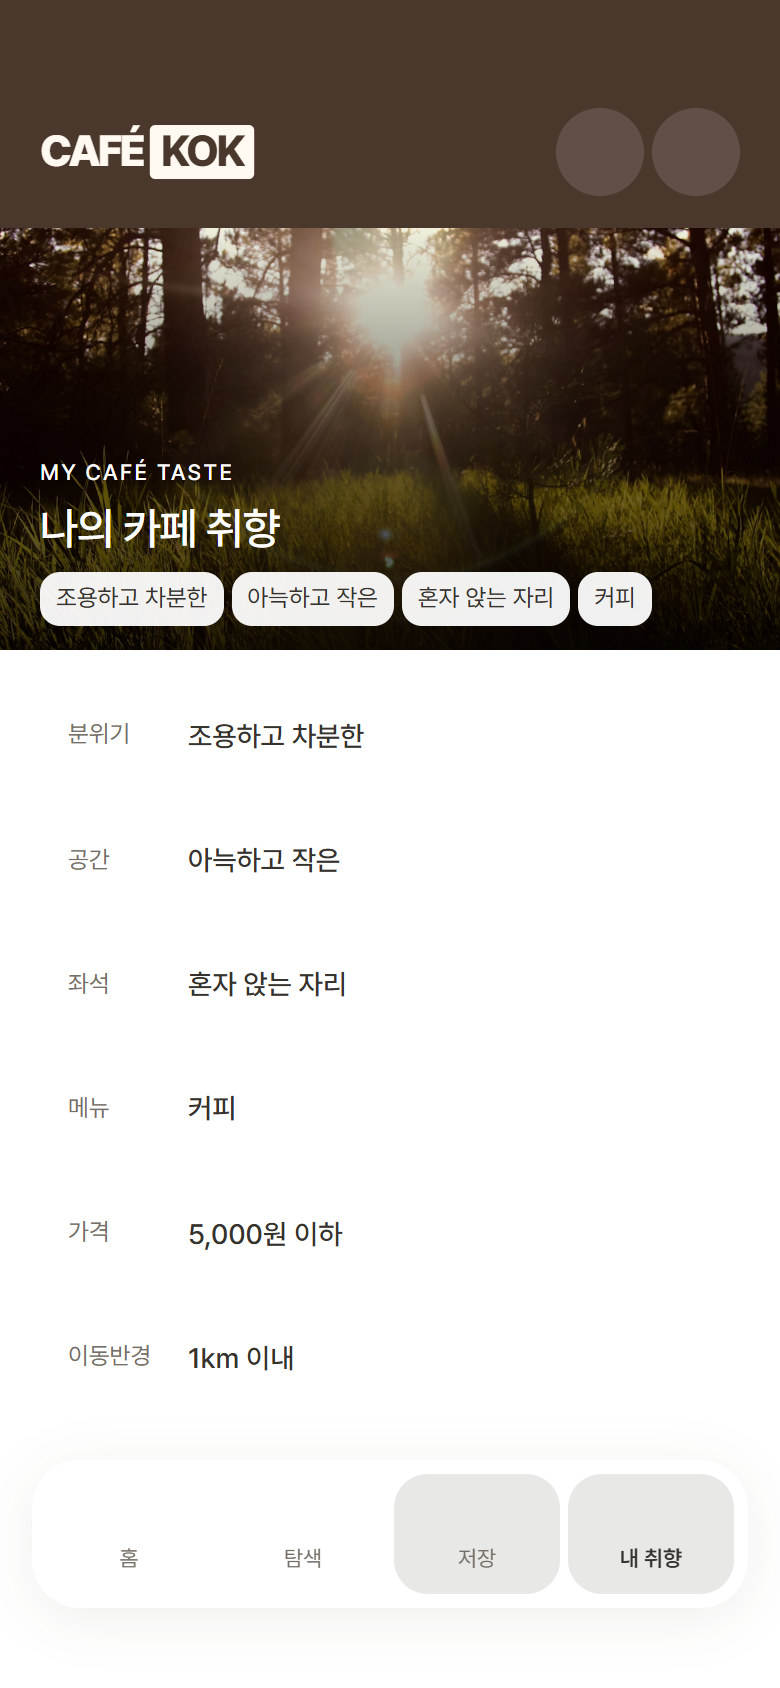 CAFÉ KOK
MY CAFÉ TASTE
나의 카페 취향
조용하고 차분한 아늑하고 작은 혼자 앉는 자리 커피
분위기 조용하고 차분한
공간 아늑하고 작은
좌석 혼자 앉는 자리
메뉴 커피
가격 5,000원 이하
이동반경 1km 이내
홈 탐색 저장 내 취향